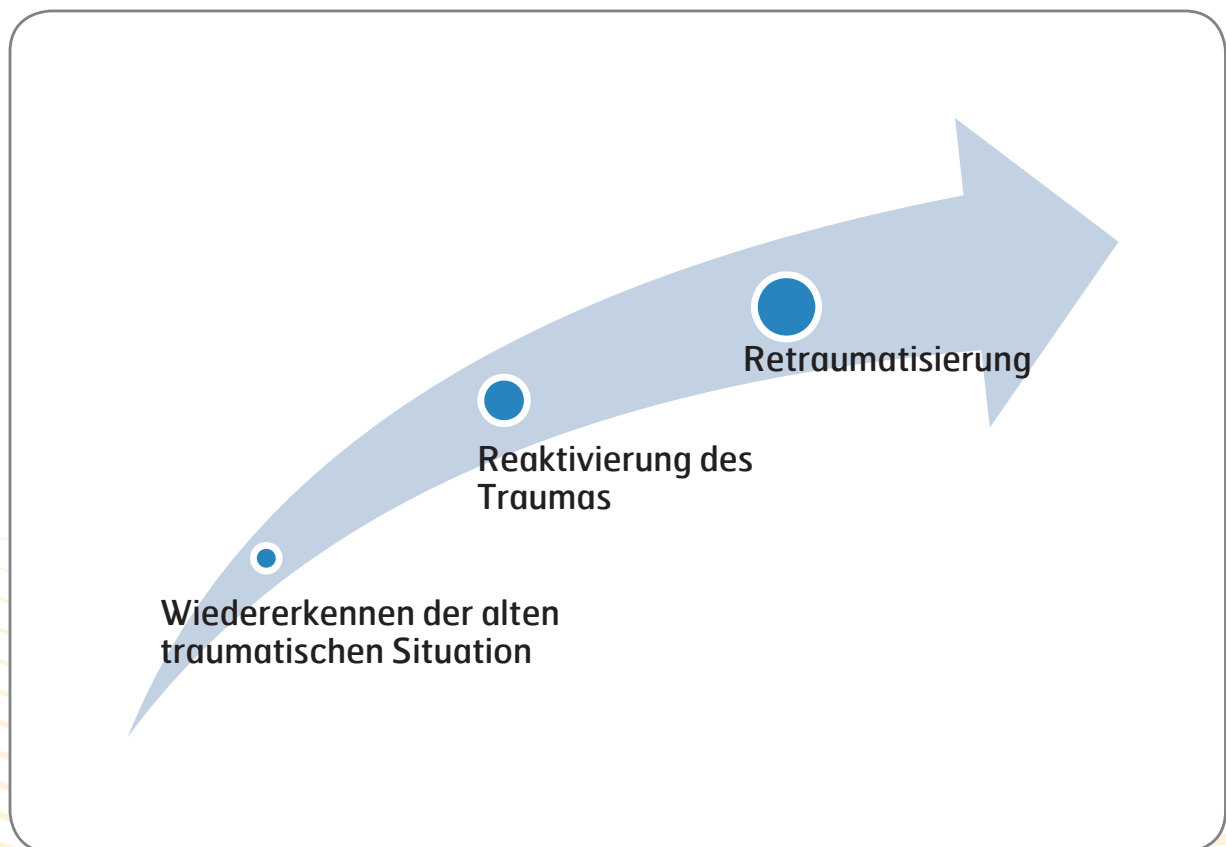 Retraumatisierung
Reaktivierung des
Traumas
Wiedererkennen der alten
traumatischen Situation